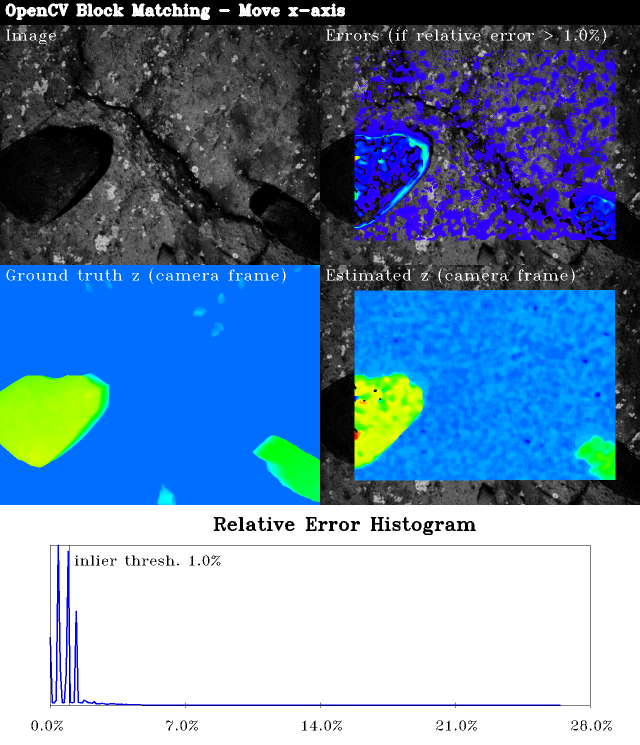 OpenCV Block Matching - Move x-axis
Image
Errors (if relative error > 1.0%)
Ground truth z (camera frame)
Estimated z (camera frame)
Relative Error Histogram
inlier thresh. 1.0%
0.0%
7.0%
14.0%
21.0%
28.0%